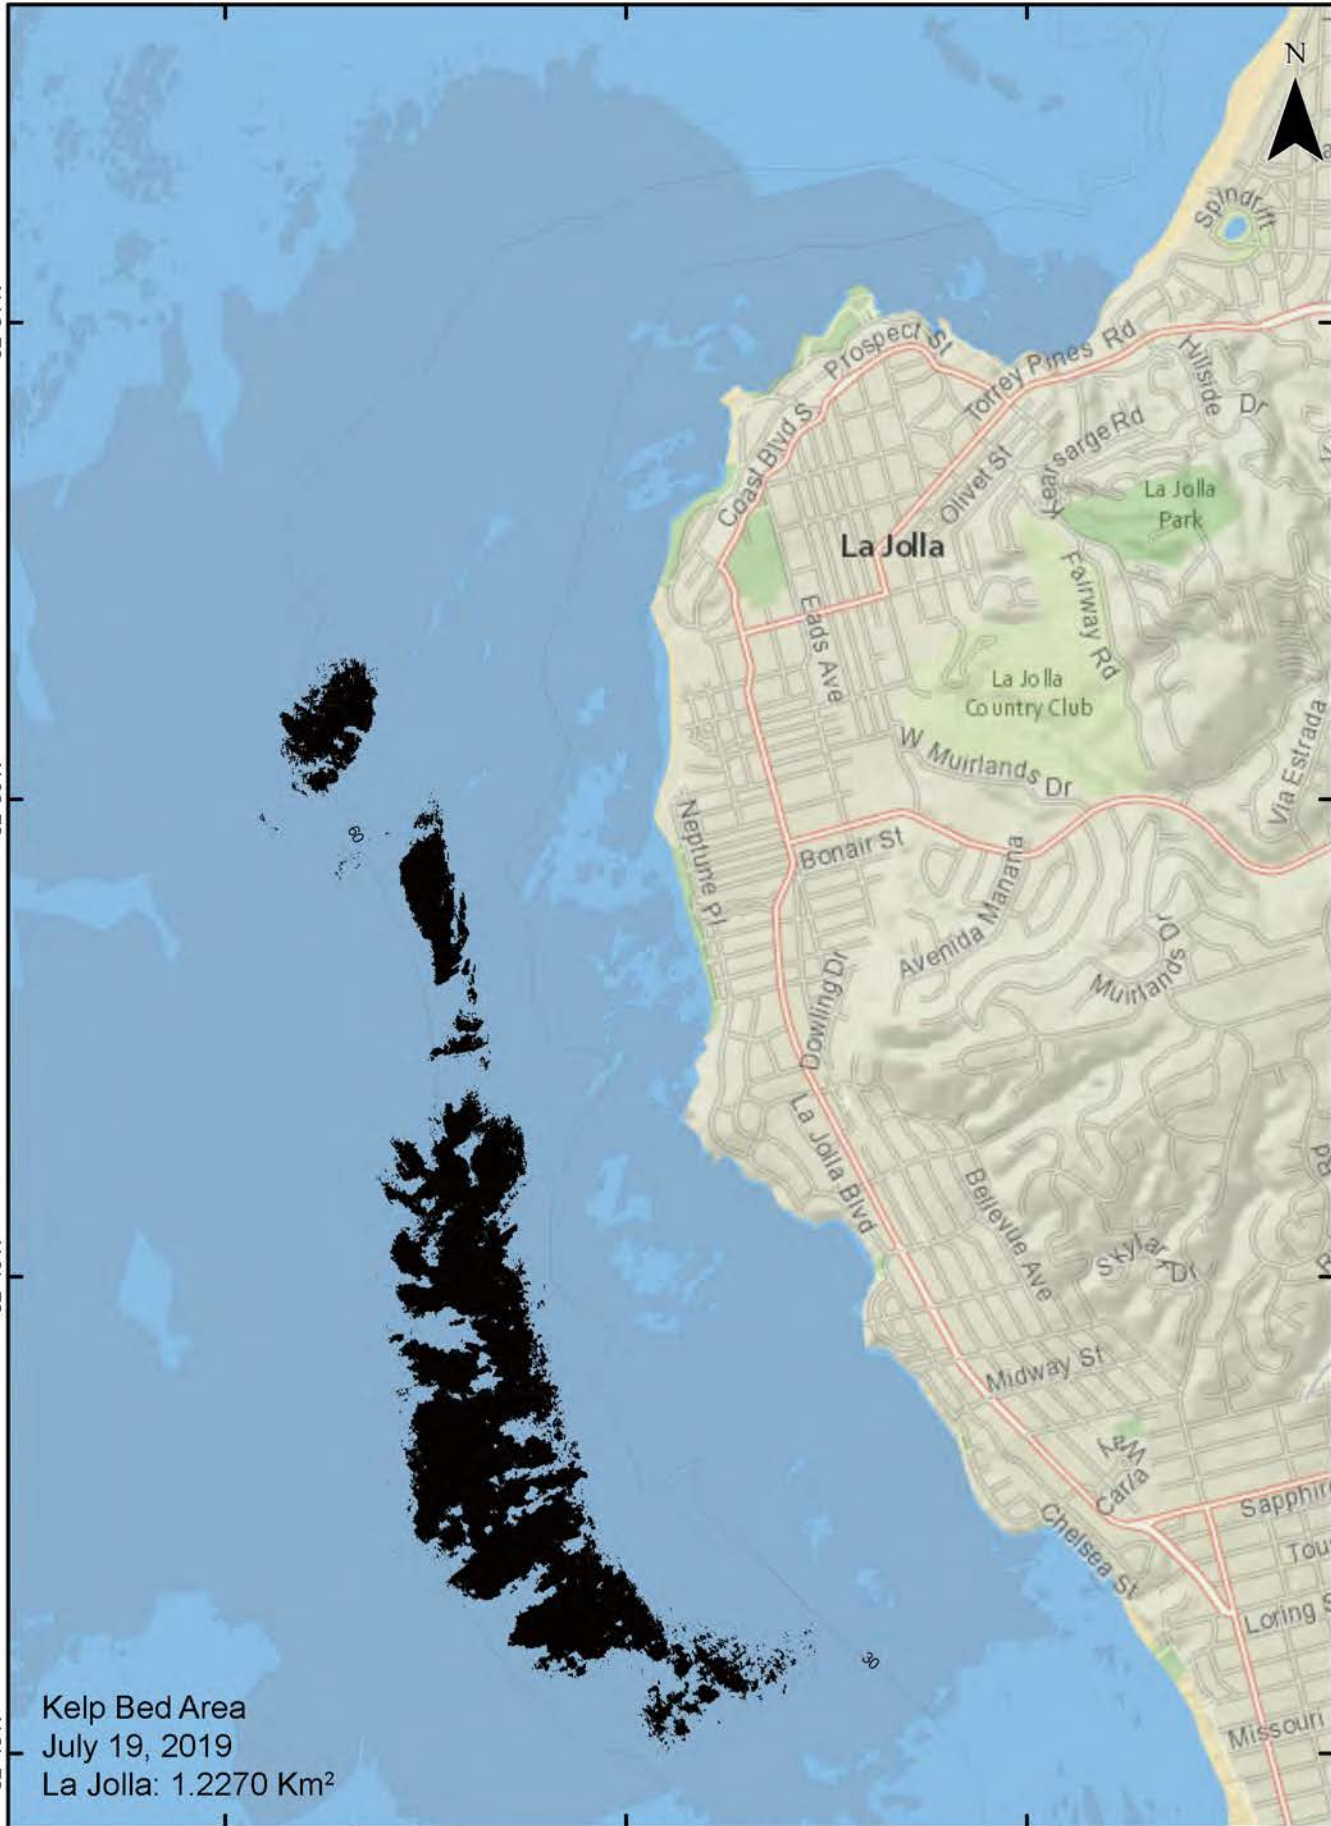 N
Spindrift
Prospect St
Torrey Pines Rd
Hillside Dr
Coast Blvd S
Kearsarge Rd
Olivet St
La Jolla
Park
La Jolla
Fairway Rd
Eads Ave
La Jolla
Country Club
W Muirlands Dr
Via Estrada
60
Neptune Pl
Bonair St
Avenida Manana
Muirlands Dr
Dowling Dr
La Jolla Blvd
Bellevue Ave
Rd
Skylark Dr
Midway St
Carla Way
Sapphire
Chelsea St
Tou
Loring S
30
Missouri
Kelp Bed Area
July 19, 2019
La Jolla: 1.2270 Km²